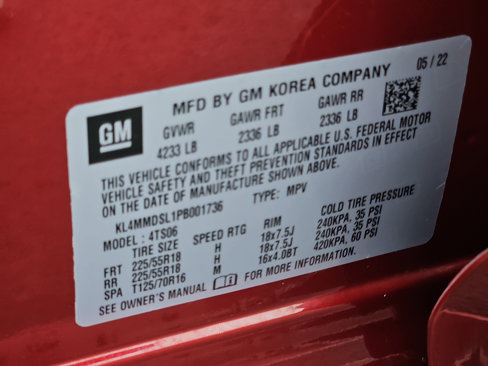 MFD BY GM KOREA COMPANY 05 / 22
GM
GVWR GAWR FRT GAWR RR
4233 LB 2336 LB 2336 LB
THIS VEHICLE CONFORMS TO ALL APPLICABLE U.S. FEDERAL MOTOR
VEHICLE SAFETY AND THEFT PREVENTION STANDARDS IN EFFECT
ON THE DATE OF MANUFACTURE SHOWN ABOVE.
KL4MMDSL1PB001736 TYPE: MPV
MODEL : 4TS06
TIRE SIZE SPEED RTG RIM COLD TIRE PRESSURE
FRT 225/55R18 H 18x7.5J 240KPA, 35 PSI
RR 225/55R18 H 18x7.5J 240KPA, 35 PSI
SPA T125/70R16 M 16x4.0BT 420KPA, 60 PSI
SEE OWNER'S MANUAL FOR MORE INFORMATION.